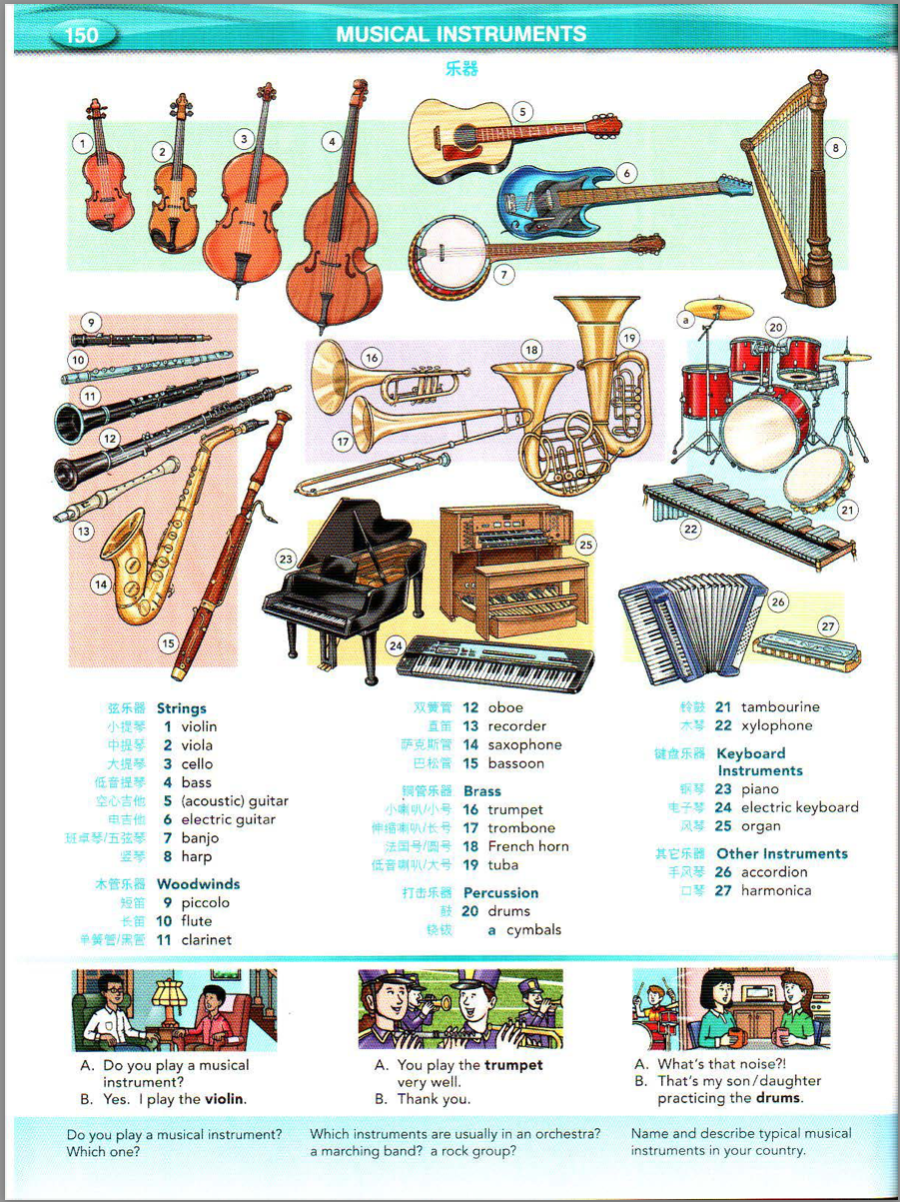 150
MUSICAL INSTRUMENTS
乐器
1
2
3
4
5
6
7
8
9
10
11
12
13
14
15
16
17
18
19
a
20
21
22
23
24
25
26
27
弦乐器 Strings
小提琴 1 violin
中提琴 2 viola
大提琴 3 cello
低音提琴 4 bass
空心吉他 5 (acoustic) guitar
电吉他 6 electric guitar
班卓琴/五弦琴 7 banjo
竖琴 8 harp
木管乐器 Woodwinds
短笛 9 piccolo
长笛 10 flute
单簧管/黑管 11 clarinet
双簧管 12 oboe
直笛 13 recorder
萨克斯管 14 saxophone
巴松管 15 bassoon
铜管乐器 Brass
小喇叭/小号 16 trumpet
伸缩喇叭/长号 17 trombone
法国号/圆号 18 French horn
低音喇叭/大号 19 tuba
打击乐器 Percussion
鼓 20 drums
铙钹 a cymbals
铃鼓 21 tambourine
木琴 22 xylophone
键盘乐器 Keyboard
Instruments
钢琴 23 piano
电子琴 24 electric keyboard
风琴 25 organ
其它乐器 Other Instruments
手风琴 26 accordion
口琴 27 harmonica
A. Do you play a musical
instrument?
B. Yes. I play the violin.
A. You play the trumpet
very well.
B. Thank you.
A. What's that noise?!
B. That's my son/daughter
practicing the drums.
Do you play a musical instrument?
Which one?
Which instruments are usually in an orchestra?
a marching band? a rock group?
Name and describe typical musical
instruments in your country.